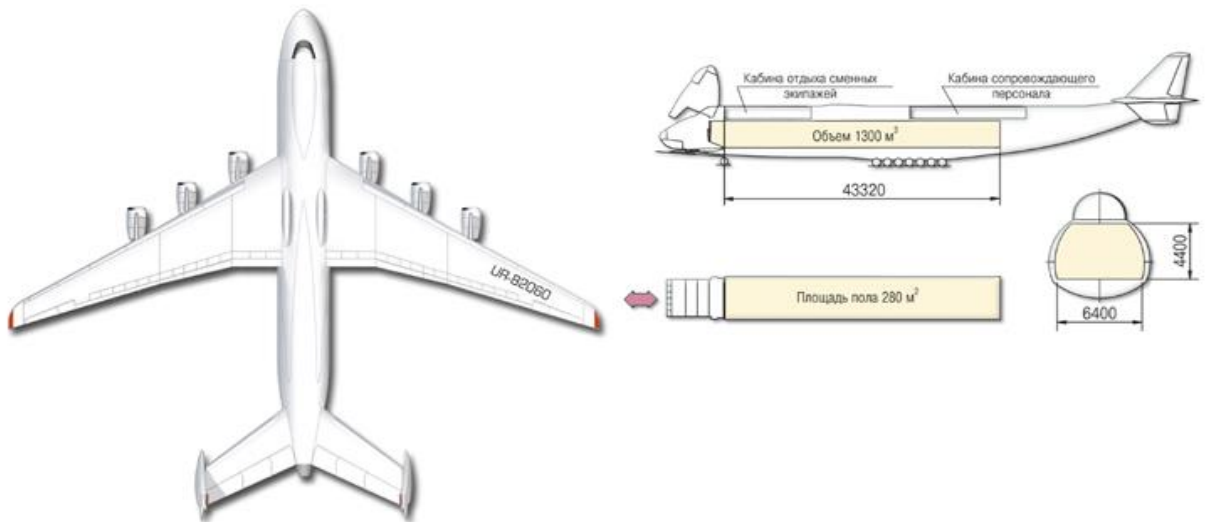 UR-82060
Кабина отдыха сменных
экипажей
Кабина сопровождающего
персонала
Объем 1300 м³
43320
4400
6400
Площадь пола 280 м²